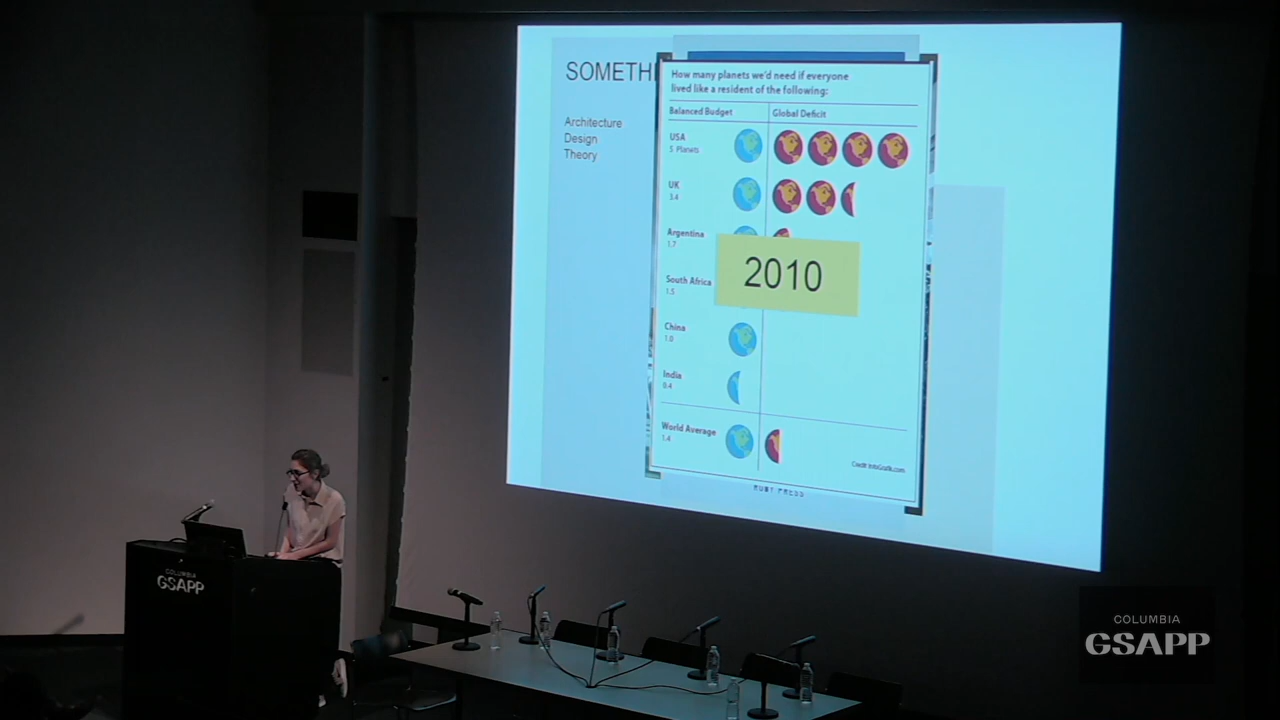 SOMETHI
Architecture
Design
Theory
How many planets we'd need if everyone
lived like a resident of the following:
Balanced Budget
Global Deficit
USA
5 Planets
UK
3.4
Argentina
1.7
South Africa
1.5
2010
China
1.0
India
0.4
World Average
1.4
Credit: InfoGrafik.com
RUBY PRESS
COLUMBIA
GSAPP
COLUMBIA
GSAPP